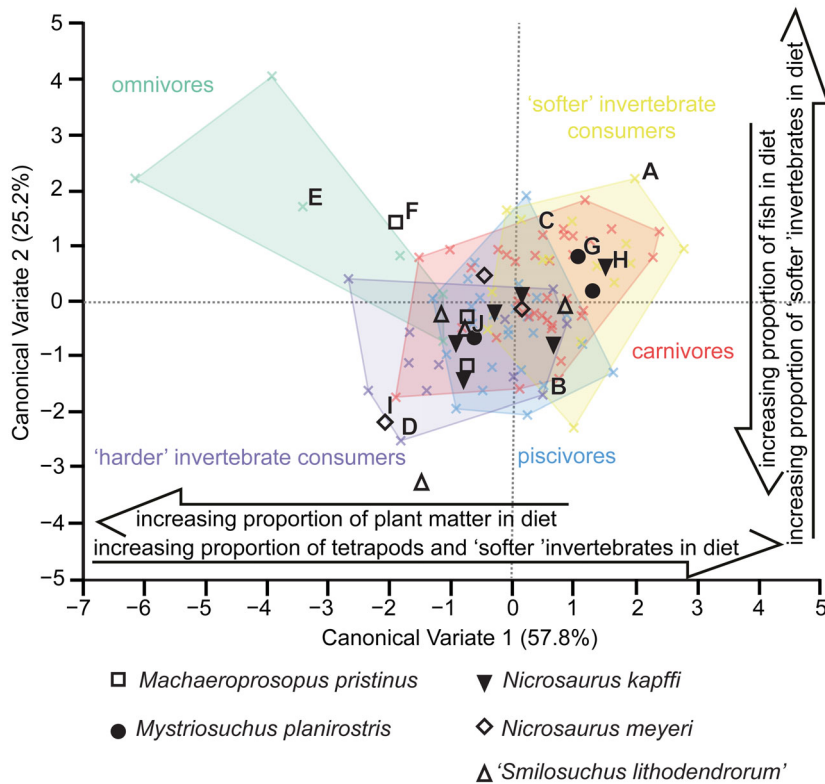 5
4
3
2
1
0
−1
−2
−3
−4
−5
Canonical Variate 2 (25.2%)
omnivores
'softer' invertebrate
consumers
carnivores
piscivores
'harder' invertebrate consumers
A
B
C
D
E
F
G
H
I
J
increasing proportion of fish in diet
increasing proportion of 'softer' invertebrates in diet
increasing proportion of plant matter in diet
increasing proportion of tetrapods and 'softer 'invertebrates in diet
−7 −6 −5 −4 −3 −2 −1 0 1 2 3 4 5
Canonical Variate 1 (57.8%)
Machaeroprosopus pristinus
Nicrosaurus kapffi
Mystriosuchus planirostris
Nicrosaurus meyeri
'Smilosuchus lithodendrorum'